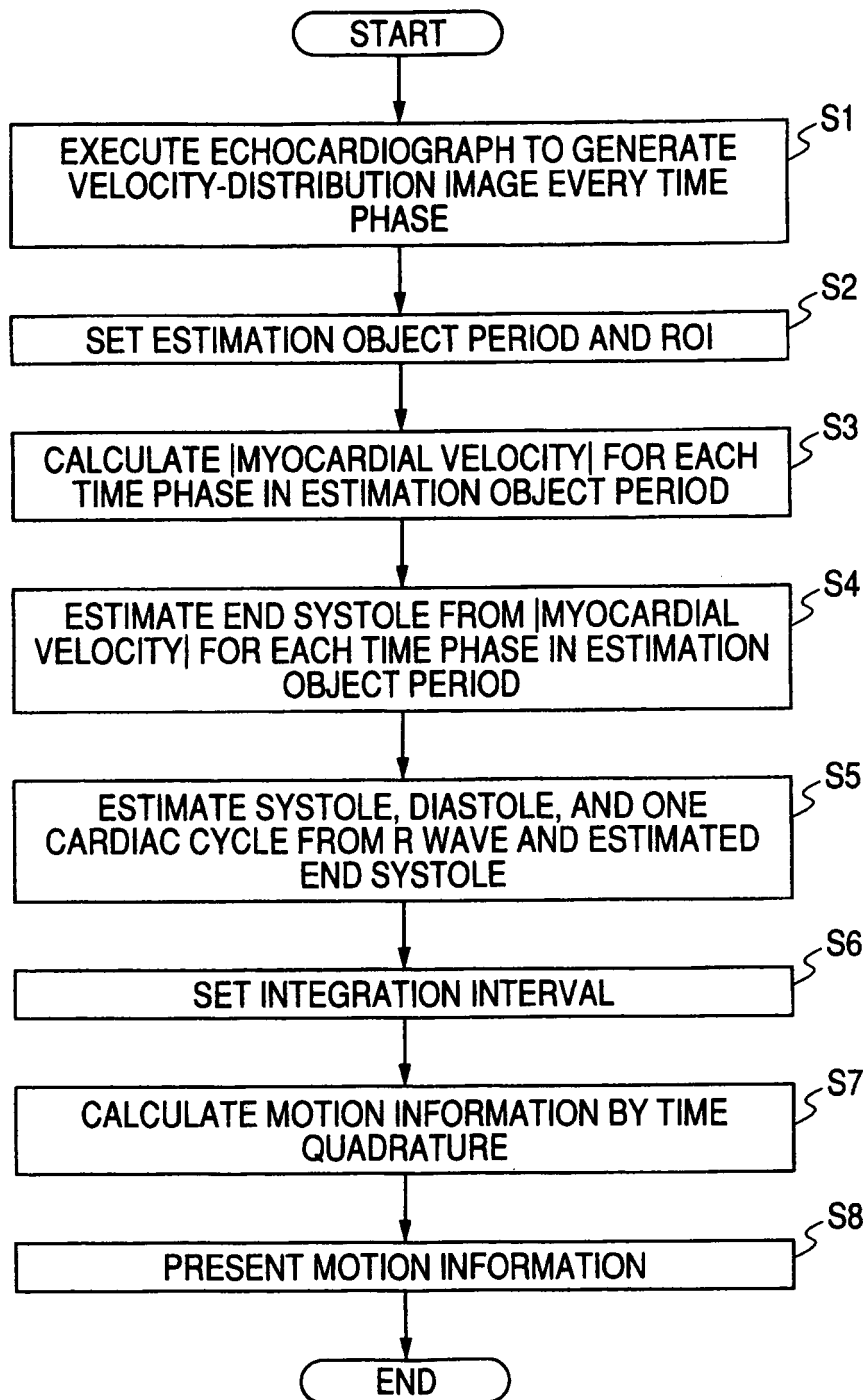 START
S1
EXECUTE ECHOCARDIOGRAPH TO GENERATE
VELOCITY-DISTRIBUTION IMAGE EVERY TIME
PHASE
S2
SET ESTIMATION OBJECT PERIOD AND ROI
S3
CALCULATE |MYOCARDIAL VELOCITY| FOR EACH
TIME PHASE IN ESTIMATION OBJECT PERIOD
S4
ESTIMATE END SYSTOLE FROM |MYOCARDIAL
VELOCITY| FOR EACH TIME PHASE IN ESTIMATION
OBJECT PERIOD
S5
ESTIMATE SYSTOLE, DIASTOLE, AND ONE
CARDIAC CYCLE FROM R WAVE AND ESTIMATED
END SYSTOLE
S6
SET INTEGRATION INTERVAL
S7
CALCULATE MOTION INFORMATION BY TIME
QUADRATURE
S8
PRESENT MOTION INFORMATION
END